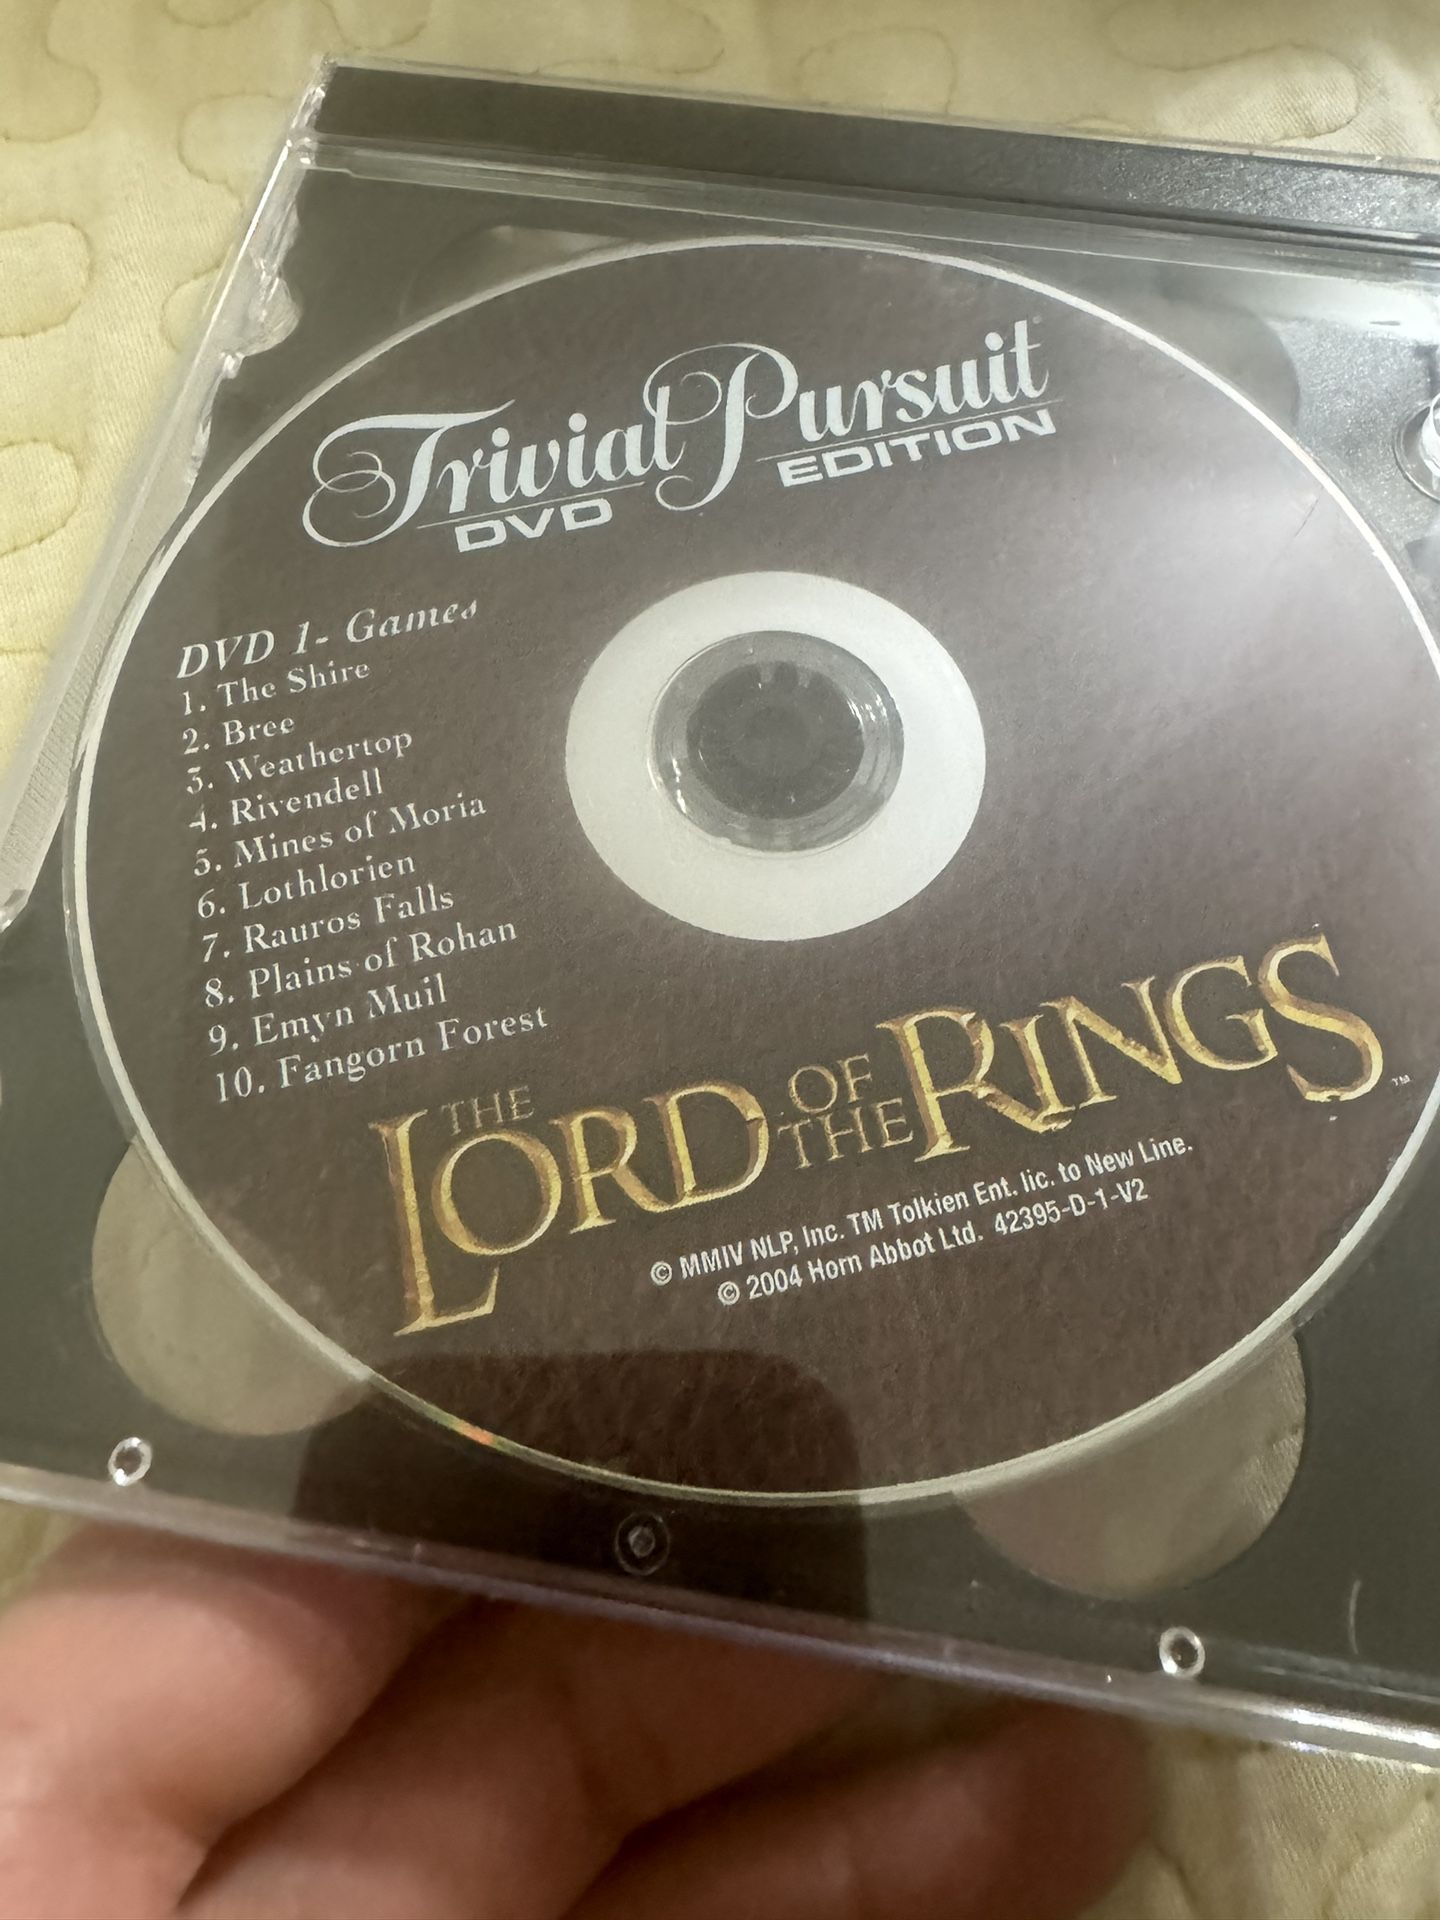 Trivial Pursuit
DVD EDITION
DVD 1- Games
1. The Shire
2. Bree
3. Weathertop
4. Rivendell
5. Mines of Moria
6. Lothlorien
7. Rauros Falls
8. Plains of Rohan
9. Emyn Muil
10. Fangorn Forest
THE LORD OF THE RINGS™
© MMIV NLP, Inc. TM Tolkien Ent. lic. to New Line.
© 2004 Horn Abbot Ltd. 42395-D-1-V2